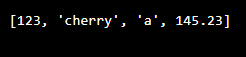 [123, 'cherry', 'a', 145.23]